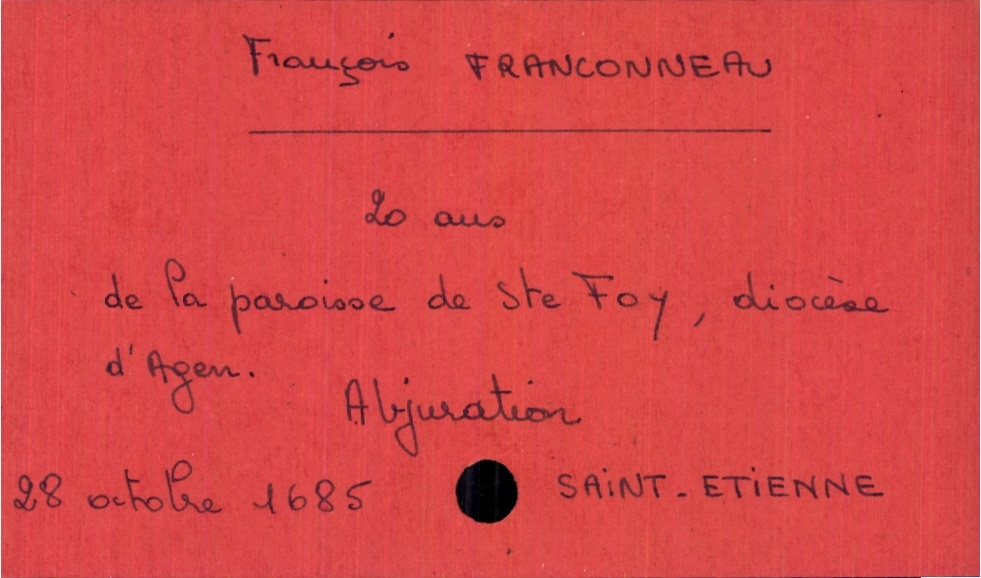 François FRANCONNEAU
20 ans
de la paroisse de Ste Foy, diocèse
d'Agen.
Abjuration
28 octobre 1685 SAINT-ETIENNE